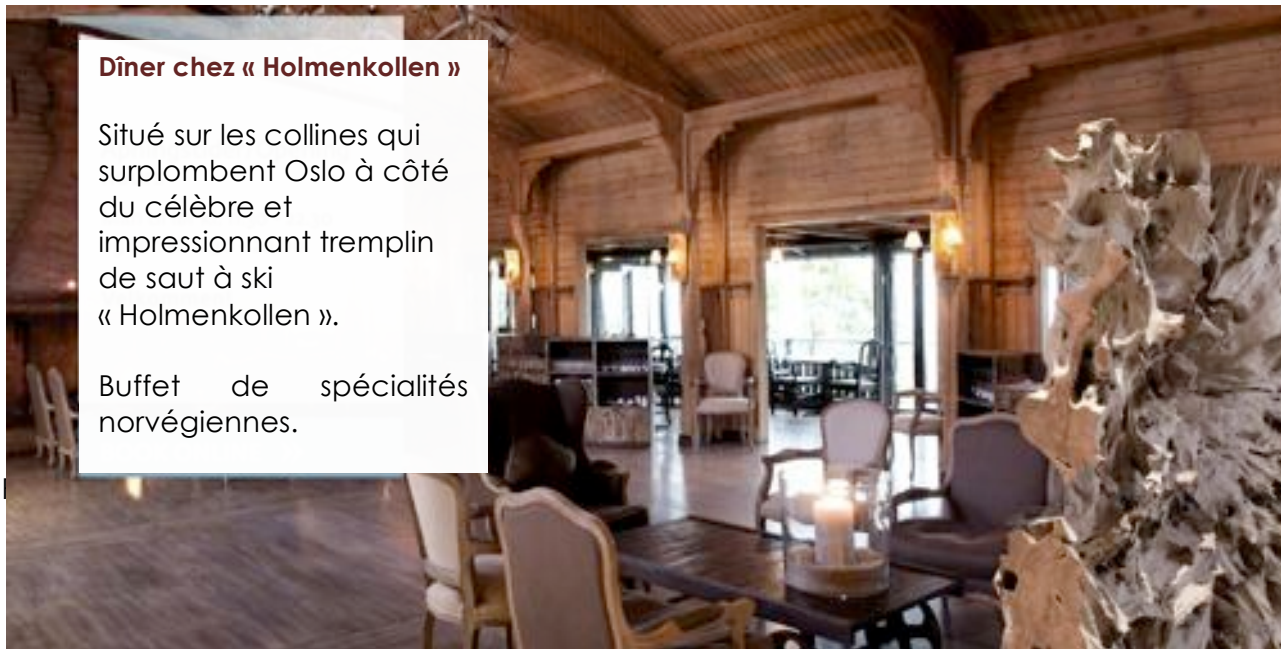 Dîner chez « Holmenkollen »
Situé sur les collines qui
surplombent Oslo à côté
du célèbre et
impressionnant tremplin
de saut à ski
« Holmenkollen ».
Buffet de spécialités
norvégiennes.